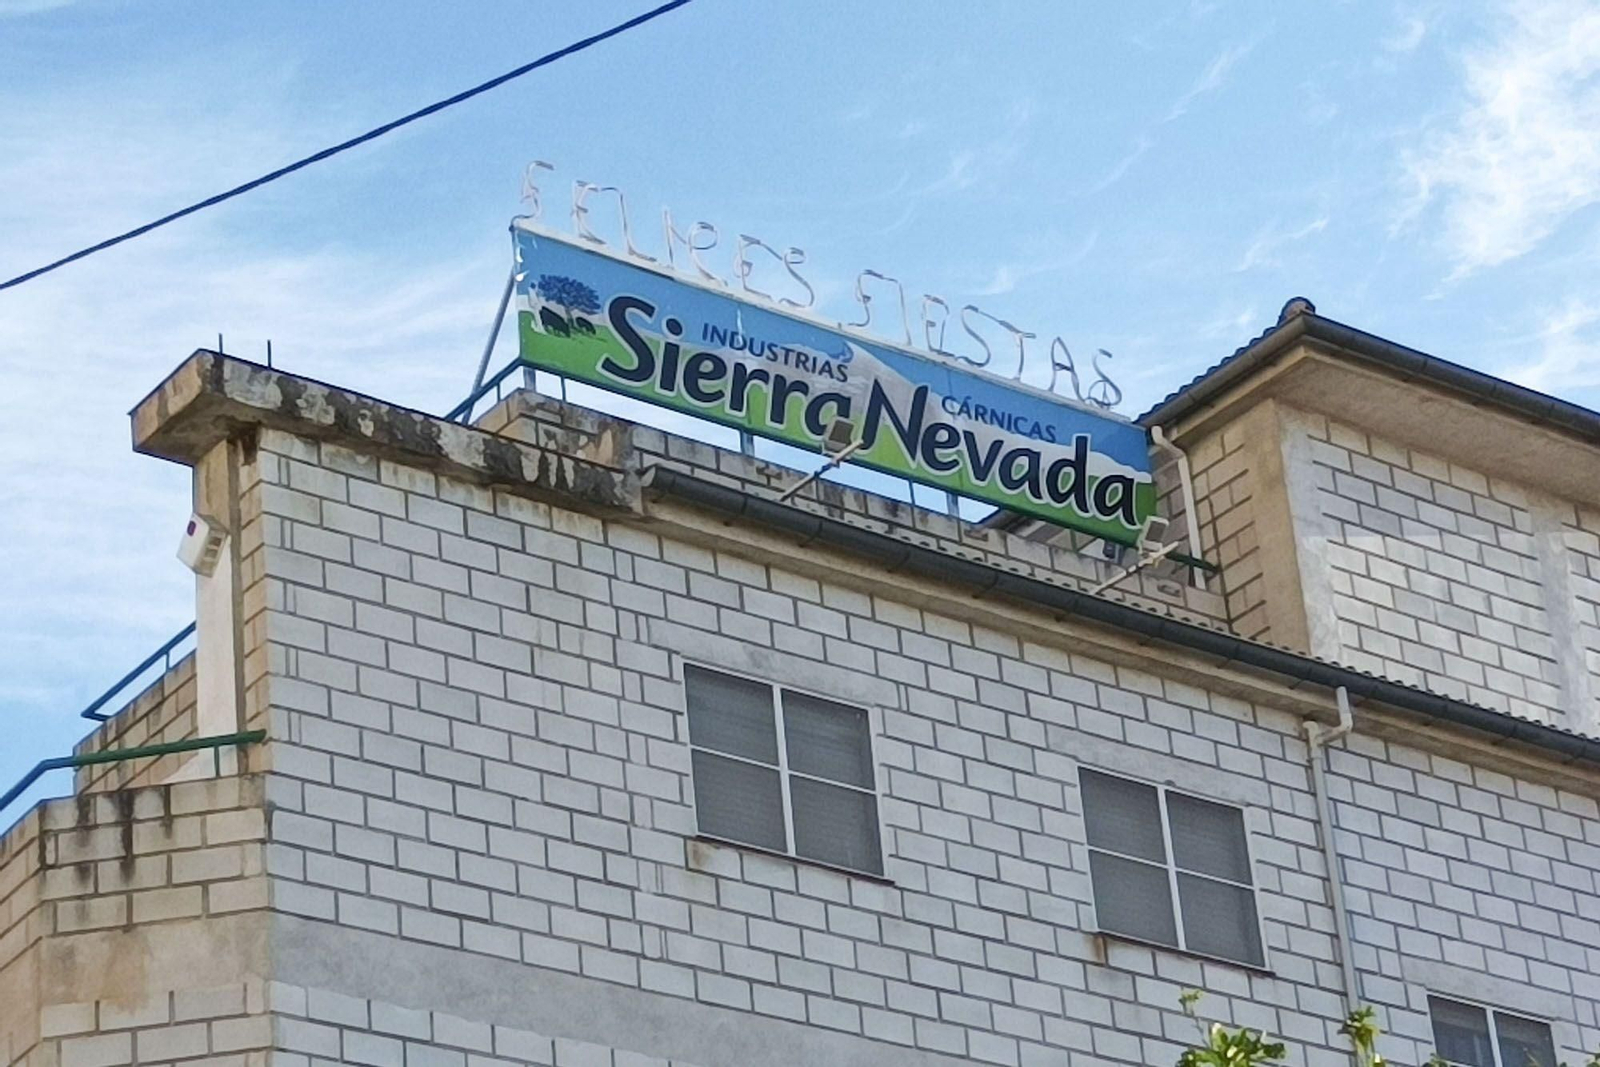 FELICES FIESTAS
INDUSTRIAS CÁRNICAS
Sierra Nevada